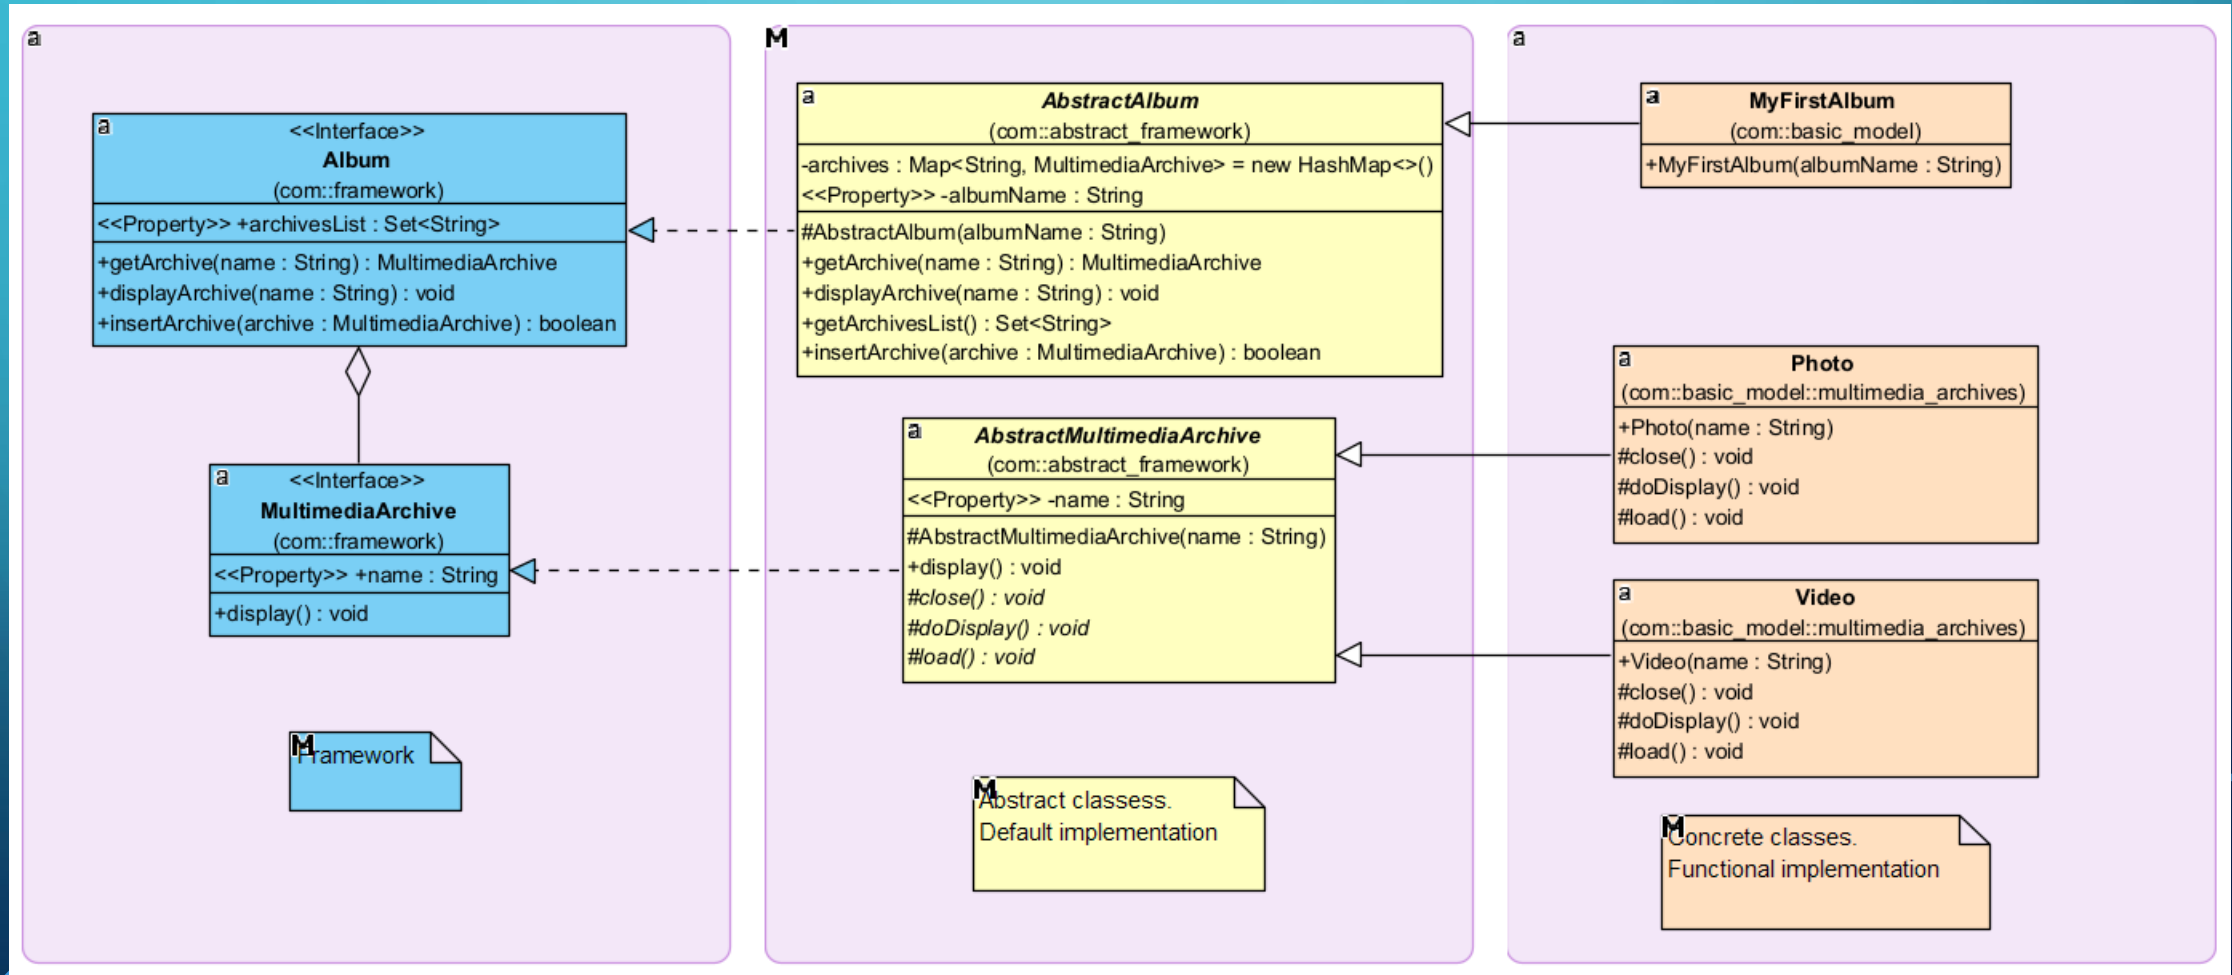 a
a
<<Interface>>
Album
(com::framework)
<<Property>> +archivesList : Set<String>
+getArchive(name : String) : MultimediaArchive
+displayArchive(name : String) : void
+insertArchive(archive : MultimediaArchive) : boolean
a
<<Interface>>
MultimediaArchive
(com::framework)
<<Property>> +name : String
+display() : void
M
Framework
M
a
AbstractAlbum
(com::abstract_framework)
-archives : Map<String, MultimediaArchive> = new HashMap<>()
<<Property>> -albumName : String
#AbstractAlbum(albumName : String)
+getArchive(name : String) : MultimediaArchive
+displayArchive(name : String) : void
+getArchivesList() : Set<String>
+insertArchive(archive : MultimediaArchive) : boolean
a
AbstractMultimediaArchive
(com::abstract_framework)
<<Property>> -name : String
#AbstractMultimediaArchive(name : String)
+display() : void
#close() : void
#doDisplay() : void
#load() : void
M
Abstract classess.
Default implementation
a
a
MyFirstAlbum
(com::basic_model)
+MyFirstAlbum(albumName : String)
a
Photo
(com::basic_model::multimedia_archives)
+Photo(name : String)
#close() : void
#doDisplay() : void
#load() : void
a
Video
(com::basic_model::multimedia_archives)
+Video(name : String)
#close() : void
#doDisplay() : void
#load() : void
M
Concrete classes.
Functional implementation